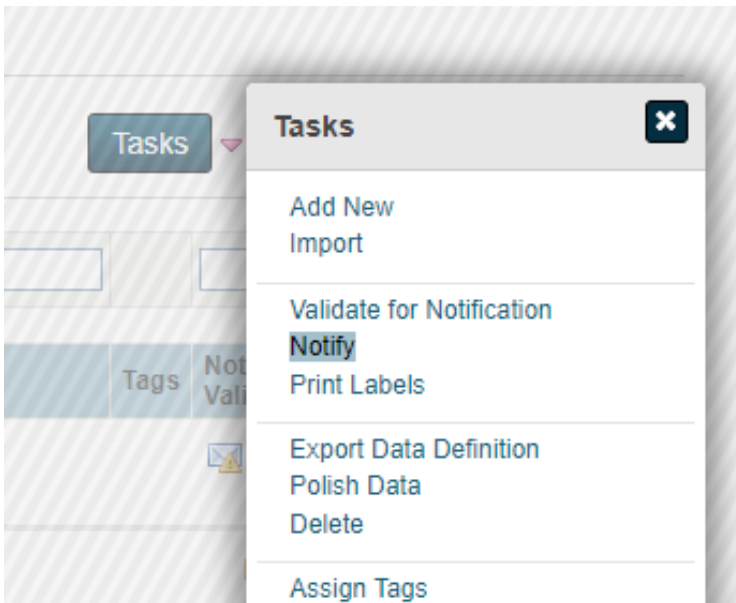 Tasks
Tasks
Add New
Import
Validate for Notification
Notify
Print Labels
Tags
Export Data Definition
Polish Data
Delete
Assign Tags